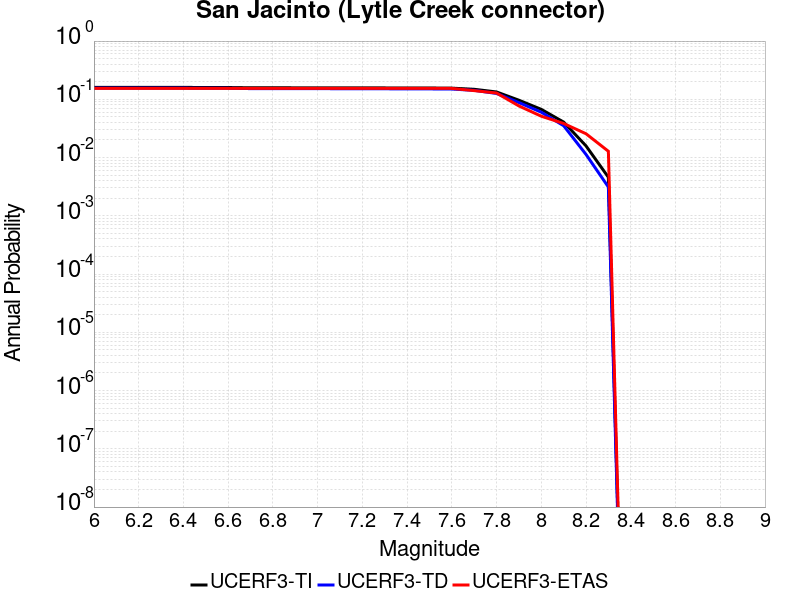 San Jacinto (Lytle Creek connector)
10^0
10^-1
10^-2
10^-3
10^-4
10^-5
10^-6
10^-7
10^-8
Annual Probability
6 6.2 6.4 6.6 6.8 7 7.2 7.4 7.6 7.8 8 8.2 8.4 8.6 8.8 9
Magnitude
UCERF3-TI UCERF3-TD UCERF3-ETAS